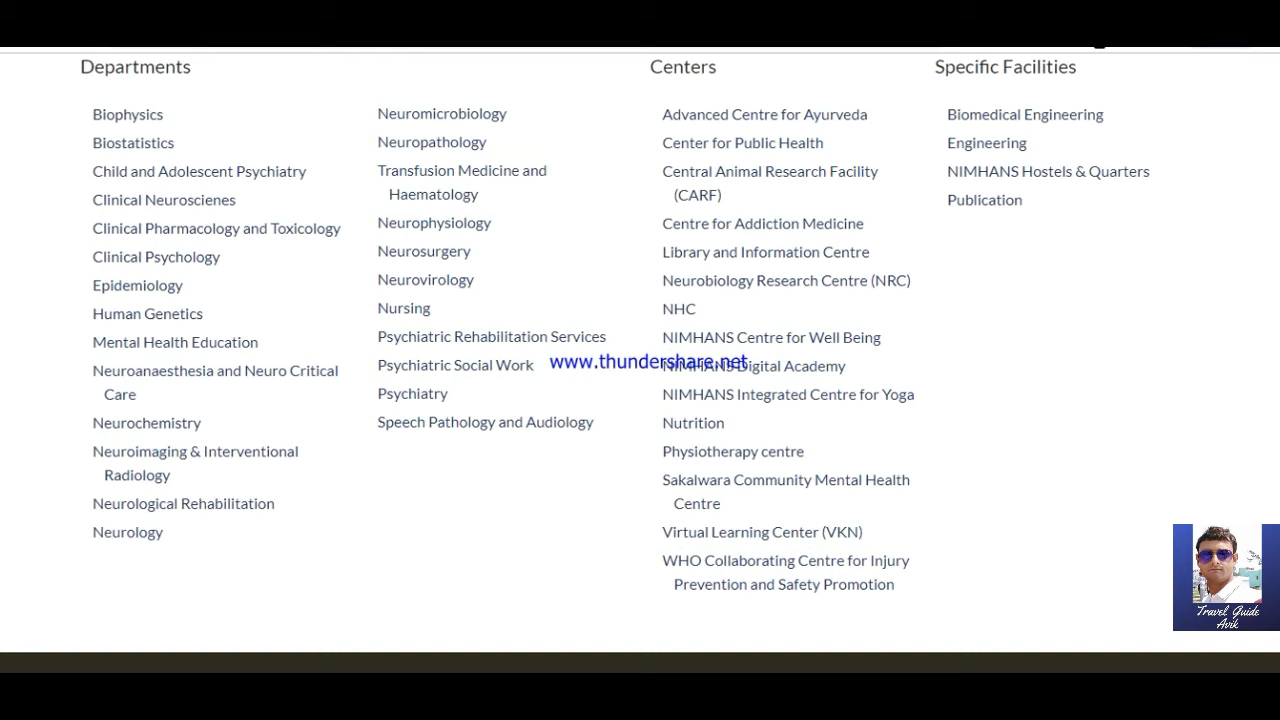 Departments
Biophysics
Biostatistics
Child and Adolescent Psychiatry
Clinical Neuroscienes
Clinical Pharmacology and Toxicology
Clinical Psychology
Epidemiology
Human Genetics
Mental Health Education
Neuroanaesthesia and Neuro Critical
Care
Neurochemistry
Neuroimaging & Interventional
Radiology
Neurological Rehabilitation
Neurology
Neuromicrobiology
Neuropathology
Transfusion Medicine and
Haematology
Neurophysiology
Neurosurgery
Neurovirology
Nursing
Psychiatric Rehabilitation Services
Psychiatric Social Work
Psychiatry
Speech Pathology and Audiology
Centers
Advanced Centre for Ayurveda
Center for Public Health
Central Animal Research Facility
(CARF)
Centre for Addiction Medicine
Library and Information Centre
Neurobiology Research Centre (NRC)
NHC
NIMHANS Centre for Well Being
NIMHANS Digital Academy
NIMHANS Integrated Centre for Yoga
Nutrition
Physiotherapy centre
Sakalwara Community Mental Health
Centre
Virtual Learning Center (VKN)
WHO Collaborating Centre for Injury
Prevention and Safety Promotion
Specific Facilities
Biomedical Engineering
Engineering
NIMHANS Hostels & Quarters
Publication
www.thundershare.net
Travel Guide
Avik